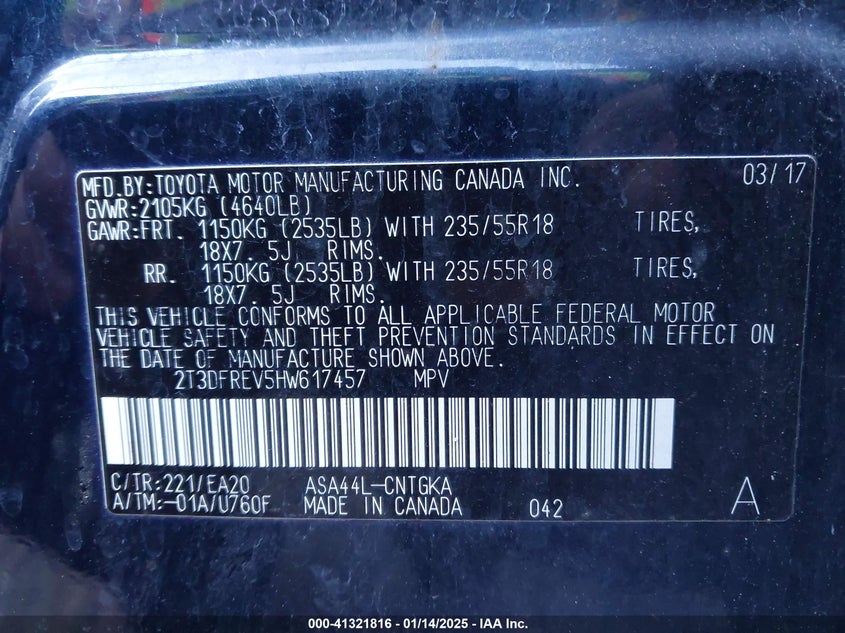 MFD.BY:TOYOTA MOTOR MANUFACTURING CANADA INC. 03/17
GVWR:2105KG (4640LB)
GAWR:FRT. 1150KG (2535LB) WITH 235/55R18 TIRES,
18X7. 5J RIMS.
RR. 1150KG (2535LB) WITH 235/55R18 TIRES,
18X7. 5J RIMS.
THIS VEHICLE CONFORMS TO ALL APPLICABLE FEDERAL MOTOR
VEHICLE SAFETY AND THEFT PREVENTION STANDARDS IN EFFECT ON
THE DATE OF MANUFACTURE SHOWN ABOVE.
2T3DFREV5HW617457 MPV
C/TR:221/EA20 ASA44L-CNTGKA
A/TM:-01A/U760F MADE IN CANADA 042 A
000-41321816 - 01/14/2025 - IAA Inc.